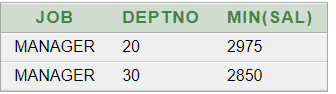 JOB DEPTNO MIN(SAL)
MANAGER 20 2975
MANAGER 30 2850